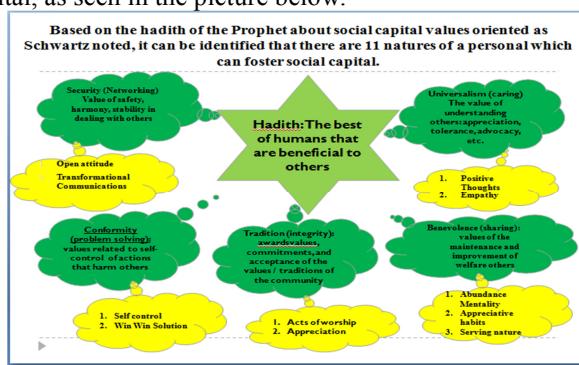 ntal, as seen in the picture below.
Based on the hadith of the Prophet about social capital values oriented as
Schwartz noted, it can be identified that there are 11 natures of a personal which
can foster social capital.
Security (Networking)
Value of safety,
harmony, stability in
dealing with others
Open attitude
Transformational
Communications
Hadith:The best
of humans that
are beneficial to
others
Universalism (caring)
The value of
understanding
others:appreciation,
tolerance, advocacy,
etc.
1. Positive
Thoughts
2. Empathy
Conformity
(problem solving):
values related to self-
control of actions
that harm others
1. Self control
2. Win Win Solution
Tradition (integrity):
awardsvalues,
commitments, and
acceptance of the
values / traditions of
the community
1. Acts of worship
2. Appreciation
Benevolence (sharing):
values of the
maintenance and
improvement of
welfare others
1. Abundance
Mentality
2. Appreciative
habits
3. Serving nature